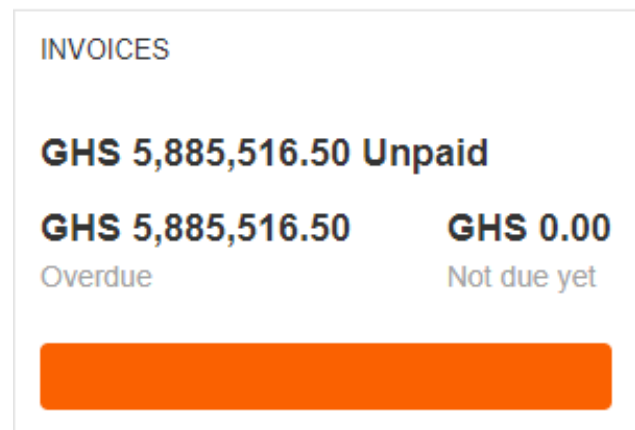 INVOICES
GHS 5,885,516.50 Unpaid
GHS 5,885,516.50 GHS 0.00
Overdue Not due yet